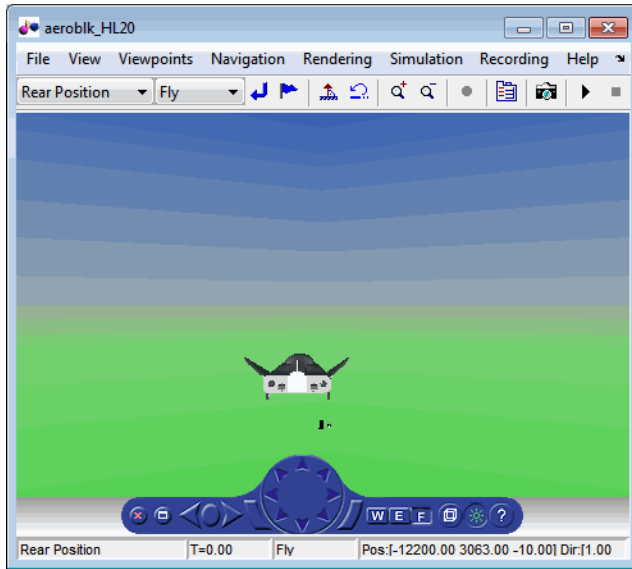 aeroblk_HL20
File View Viewpoints Navigation Rendering Simulation Recording Help
Rear Position Fly
W E F ?
Rear Position T=0.00 Fly Pos:[-12200.00 3063.00 -10.00] Dir:[1.00